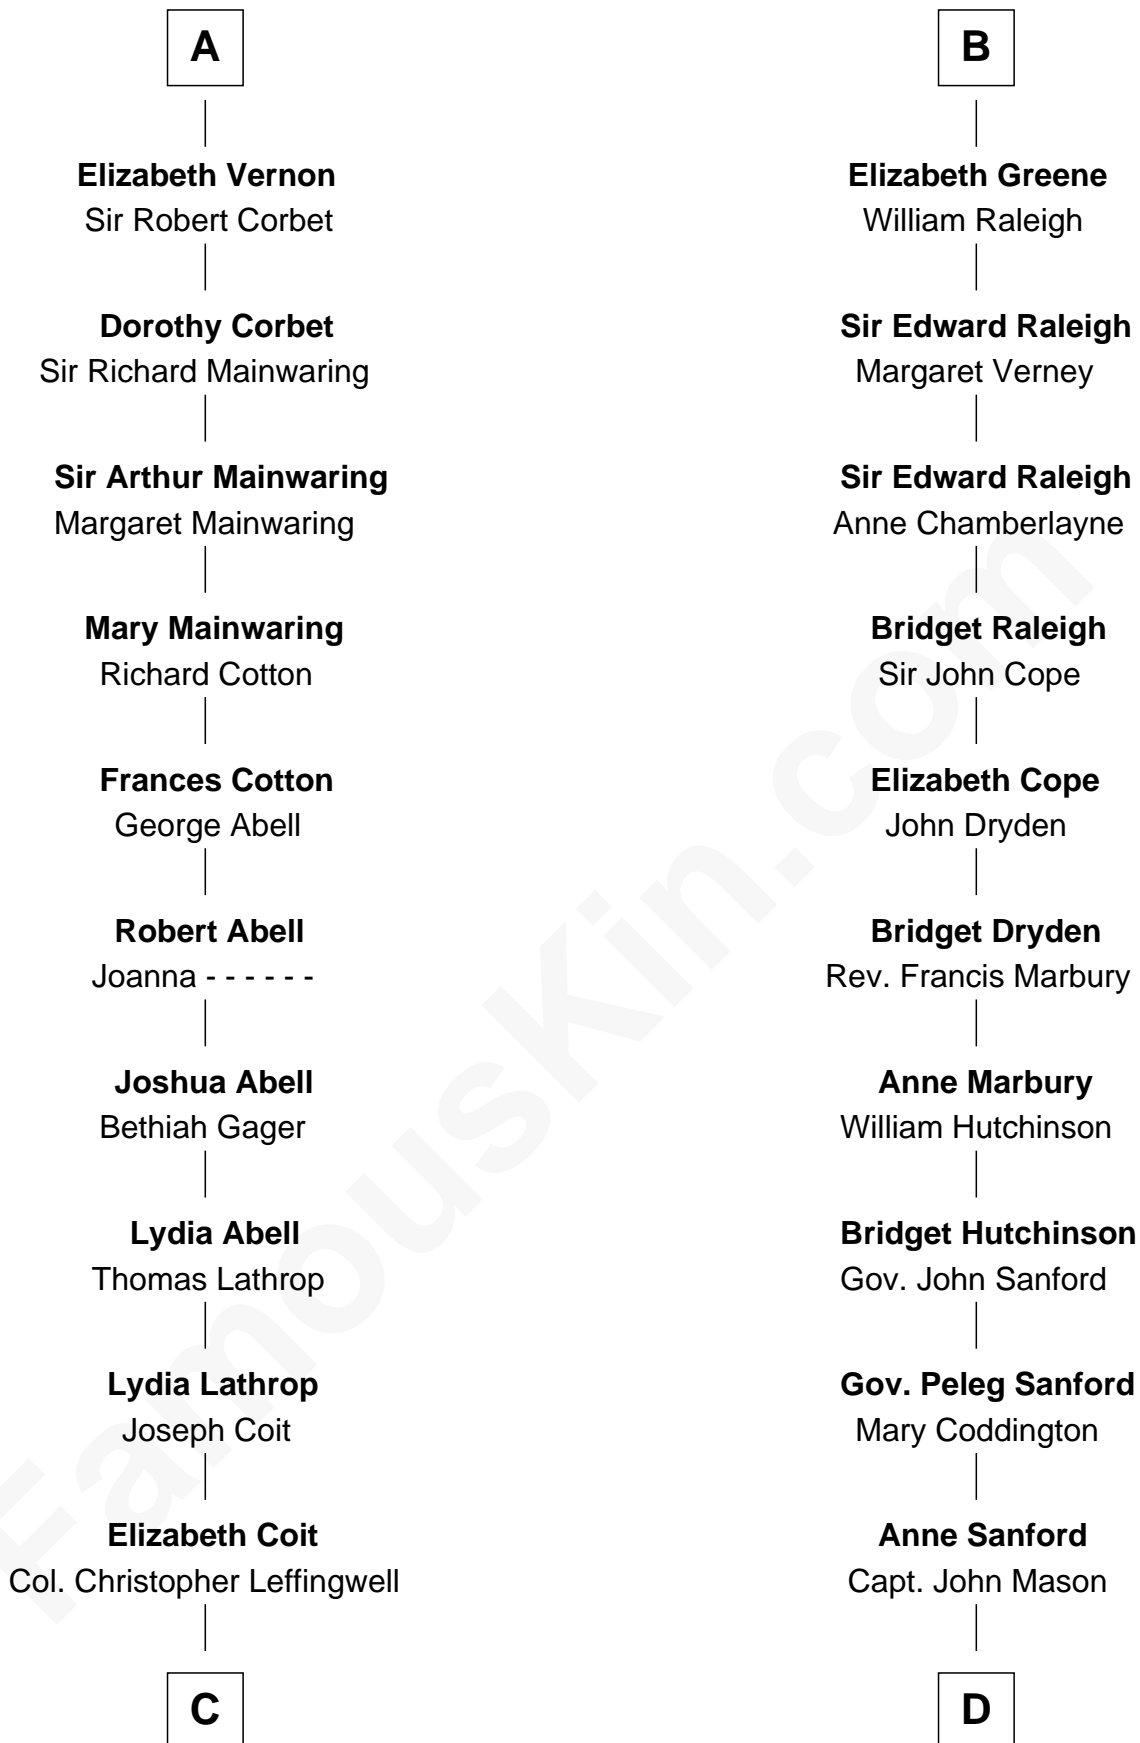 A
Elizabeth Vernon
Sir Robert Corbet
Dorothy Corbet
Sir Richard Mainwaring
Sir Arthur Mainwaring
Margaret Mainwaring
Mary Mainwaring
Richard Cotton
Frances Cotton
George Abell
Robert Abell
Joanna - - - - - -
Joshua Abell
Bethiah Gager
Lydia Abell
Thomas Lathrop
Lydia Lathrop
Joseph Coit
Elizabeth Coit
Col. Christopher Leffingwell
C
B
Elizabeth Greene
William Raleigh
Sir Edward Raleigh
Margaret Verney
Sir Edward Raleigh
Anne Chamberlayne
Bridget Raleigh
Sir John Cope
Elizabeth Cope
John Dryden
Bridget Dryden
Rev. Francis Marbury
Anne Marbury
William Hutchinson
Bridget Hutchinson
Gov. John Sanford
Gov. Peleg Sanford
Mary Coddington
Anne Sanford
Capt. John Mason
D
FamousKin.com